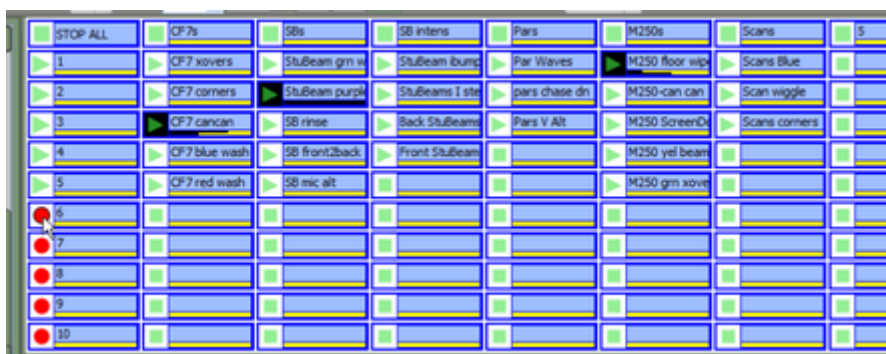 STOP ALL CF7s SBs SB intens Pars M250s Scans S
1 CF7 xovers StuBeam grn w StuBeam ibump Par Waves M250 floor wip Scans Blue
2 CF7 corners StuBeam purple StuBeams I ste pars chase dn M250-can can Scan wiggle
3 CF7 cancan SB rinse Back StuBeams Pars V Alt M250 ScreenD Scans corners
4 CF7 blue wash SB front2back Front StuBeam M250 yel beam
5 CF7 red wash SB mic alt M250 grn xove
6
7
8
9
10